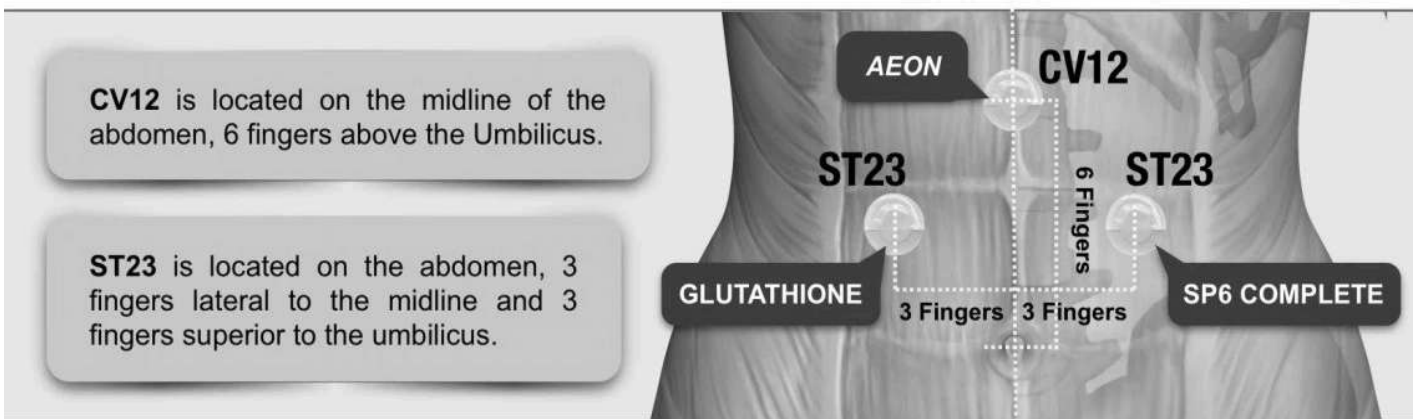 CV12 is located on the midline of the
abdomen, 6 fingers above the Umbilicus.
ST23 is located on the abdomen, 3
fingers lateral to the midline and 3
fingers superior to the umbilicus.
AEON
CV12
ST23
ST23
6 Fingers
GLUTATHIONE
SP6 COMPLETE
3 Fingers
3 Fingers